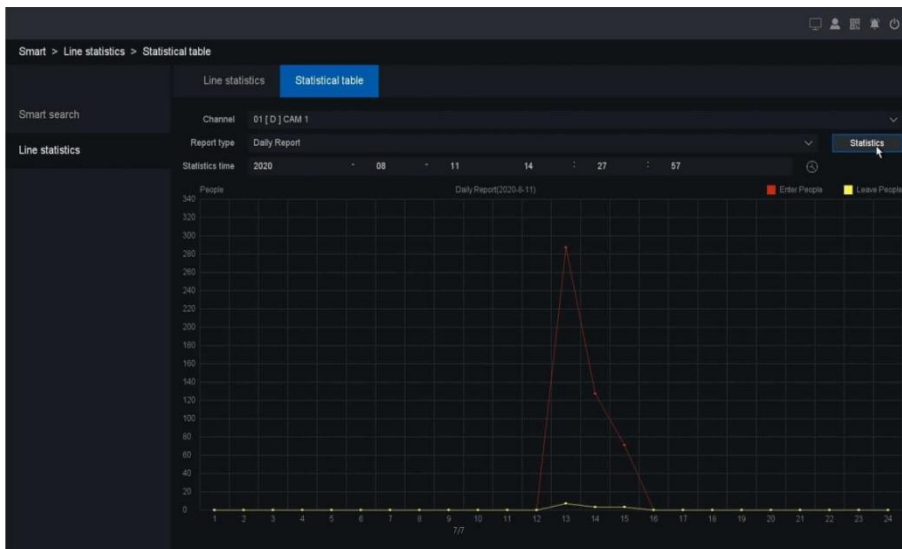 Smart > Line statistics > Statistical table
Line statistics Statistical table
Smart search
Line statistics
Channel 01 [ D ] CAM 1
Report type Daily Report Statistics
Statistics time 2020 - 08 - 11 14 : 27 : 57
People Daily Report(2020-8-11) Enter People Leave People
340
320
300
280
260
240
220
200
180
160
140
120
100
80
60
40
20
0
1 2 3 4 5 6 7 8 9 10 11 12 13 14 15 16 17 18 19 20 21 22 23 24
7/7